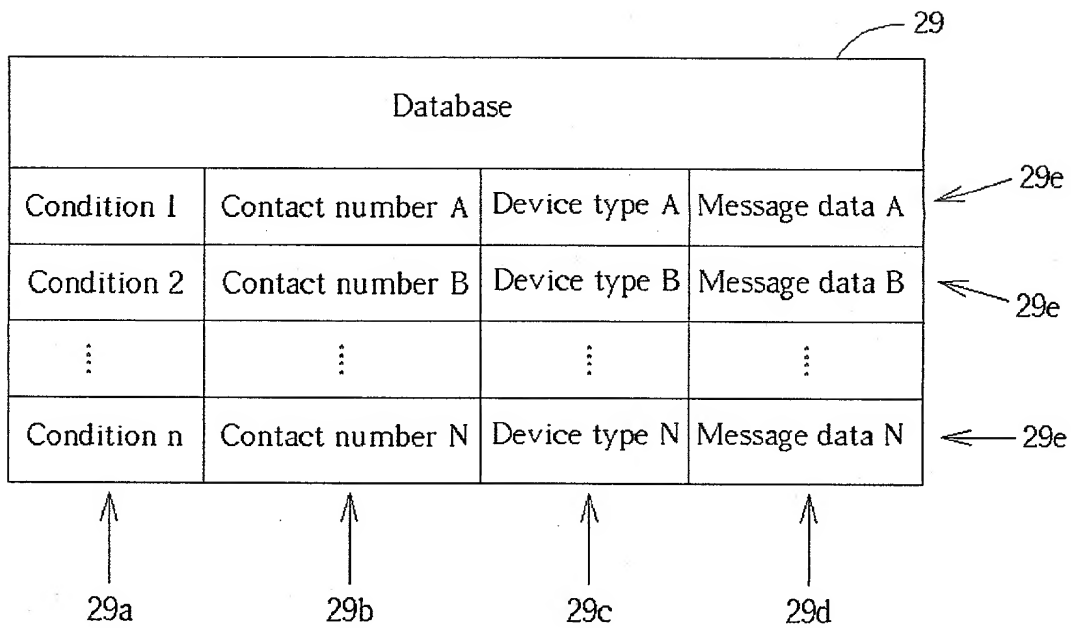 29
Database
Condition 1 Contact number A Device type A Message data A 29e
Condition 2 Contact number B Device type B Message data B 29e
Condition n Contact number N Device type N Message data N 29e
29a 29b 29c 29d